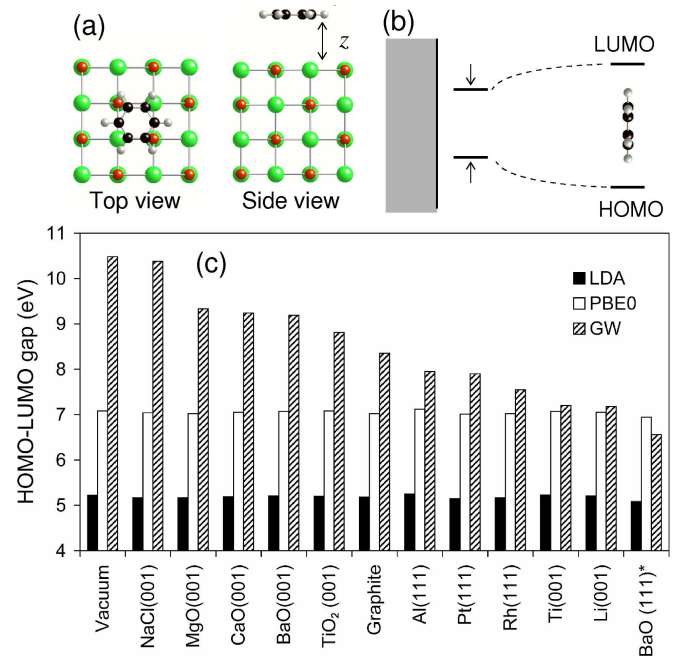 (a)
z
Top view
Side view
(b)
LUMO
HOMO
(c)
HOMO-LUMO gap (eV)
11
10
9
8
7
6
5
4
LDA
PBE0
GW
Vacuum
NaCl(001)
MgO(001)
CaO(001)
BaO(001)
TiO₂ (001)
Graphite
Al(111)
Pt(111)
Rh(111)
Ti(001)
Li(001)
BaO (111)*